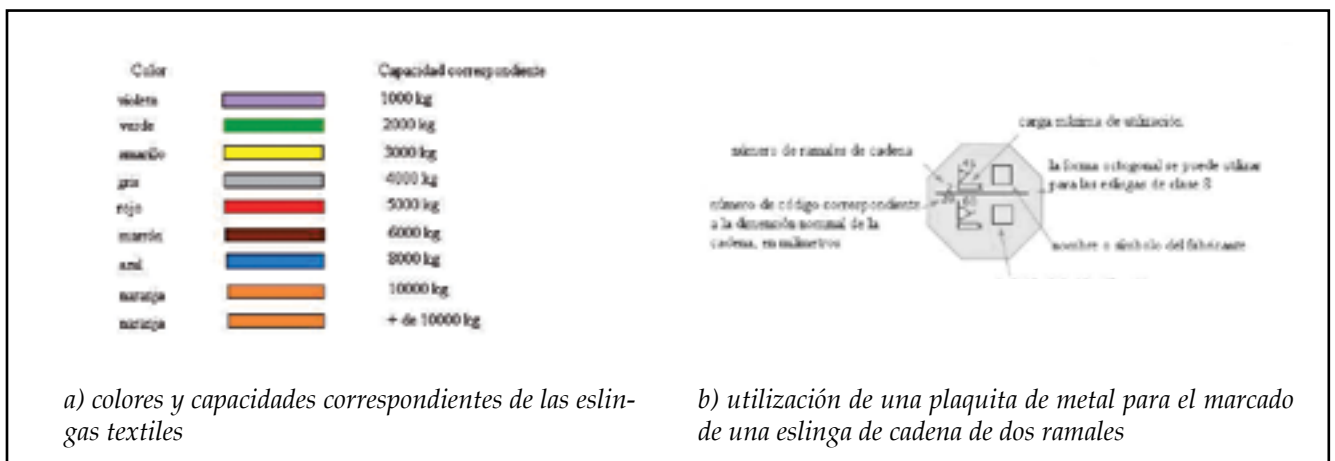 Color Capacidad correspondiente
violeta 1000 kg
verde 2000 kg
amarillo 3000 kg
gris 4000 kg
rojo 5000 kg
marrón 6000 kg
azul 8000 kg
naranja 10000 kg
naranja + de 10000 kg
a) colores y capacidades correspondientes de las eslin-
gas textiles
carga máxima de utilización
número de ramales de cadena
la forma octogonal se puede utilizar
para las eslingas de clase 8
número de código correspondiente
a la dimensión nominal de la
cadena, en milímetros
nombre o símbolo del fabricante
b) utilización de una plaquita de metal para el marcado
de una eslinga de cadena de dos ramales